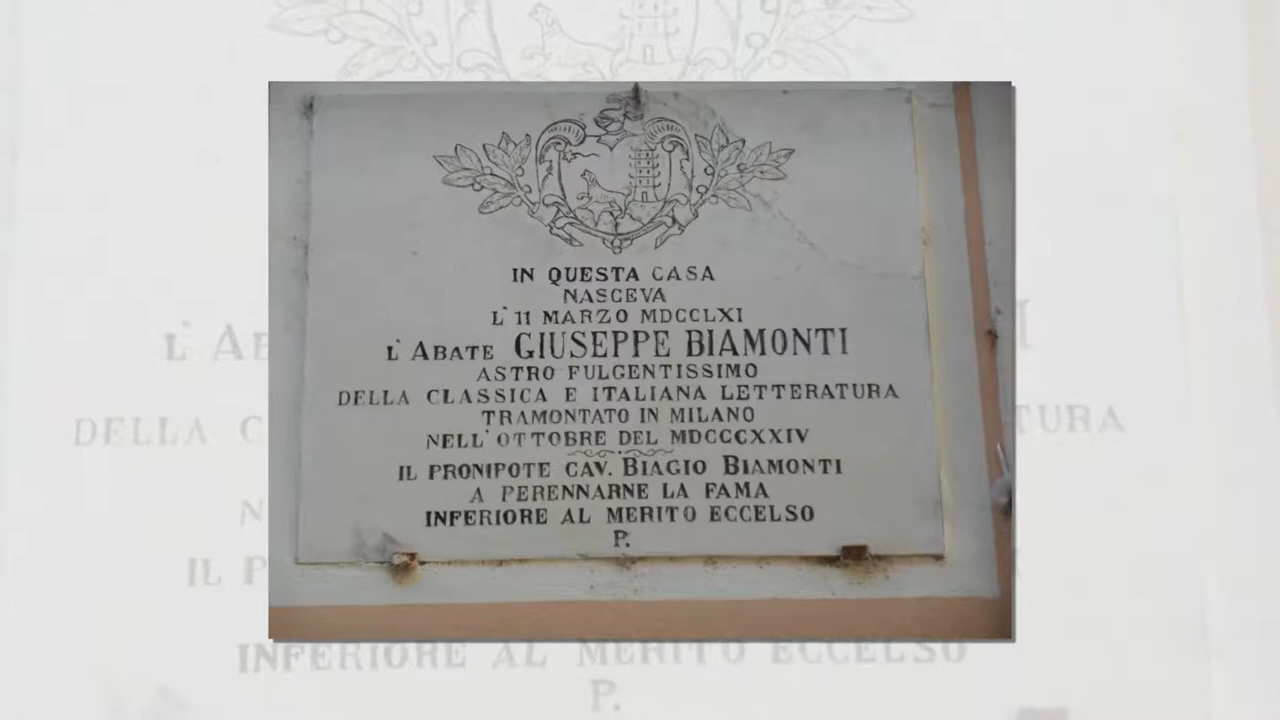 IN QUESTA CASA
NASCEVA
L' 11 MARZO MDCCLXI
L'ABATE GIUSEPPE BIAMONTI
ASTRO FULGENTISSIMO
DELLA CLASSICA E ITALIANA LETTERATURA
TRAMONTATO IN MILANO
NELL'OTTOBRE DEL MDCCCXXIV
IL PRONIPOTE CAV. BIAGIO BIAMONTI
A PERENNARNE LA FAMA
INFERIORE AL MERITO ECCELSO
P.